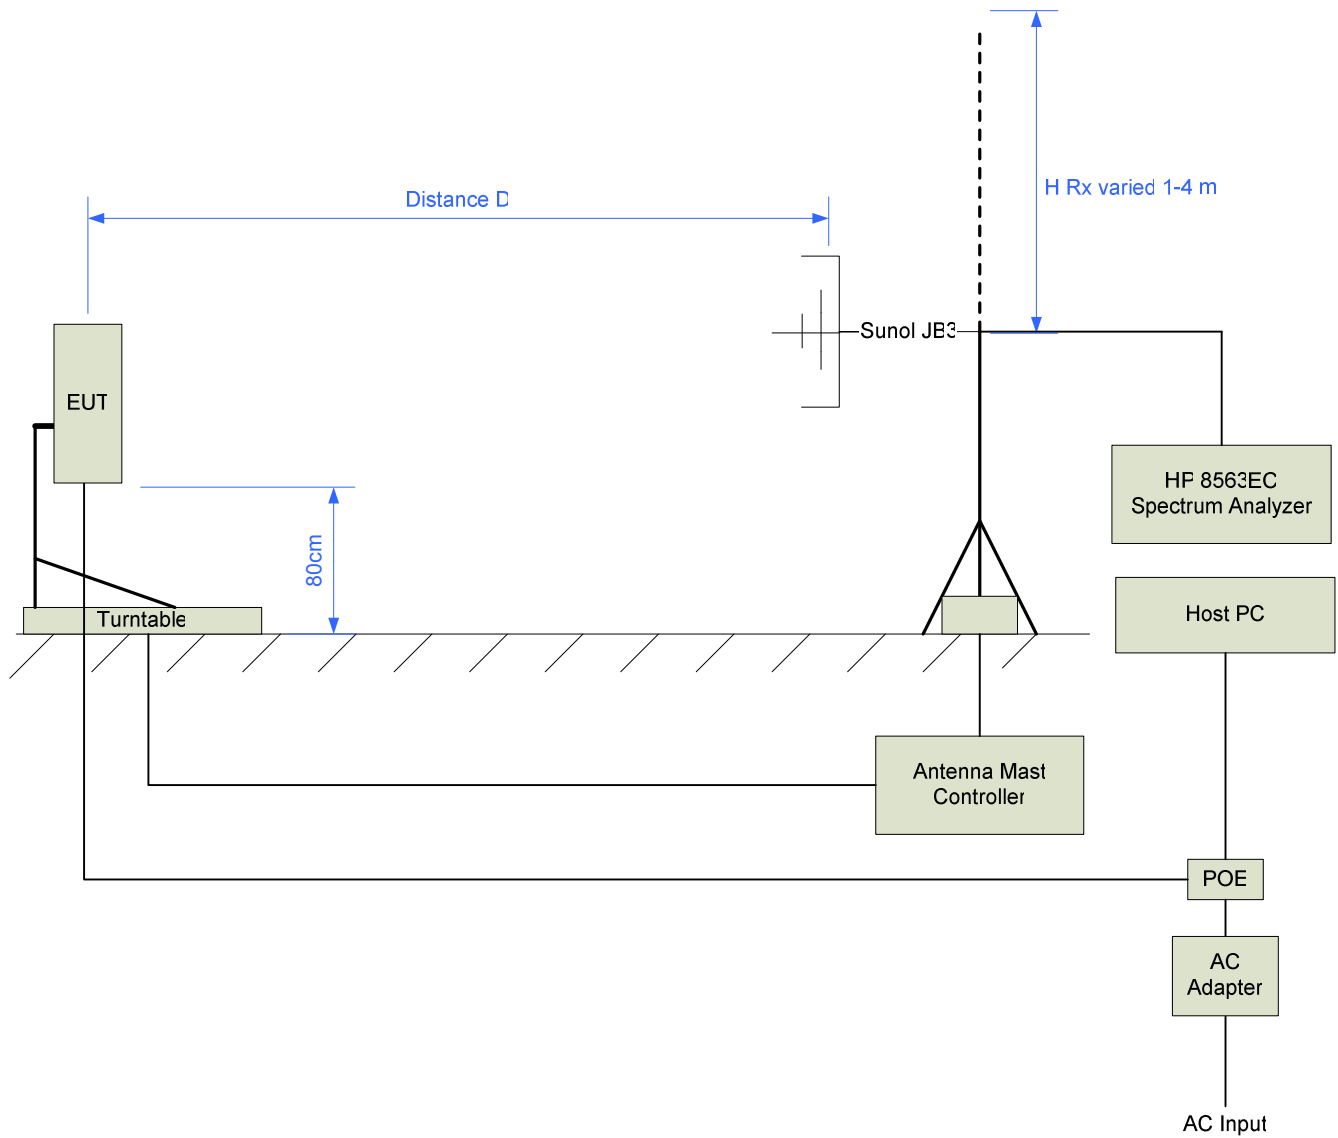 H Rx varied 1-4 m
Distance D
Sunol JB3
EUT
HP 8563EC
Spectrum Analyzer
80cm
Turntable
Host PC
Antenna Mast
Controller
POE
AC
Adapter
AC Input